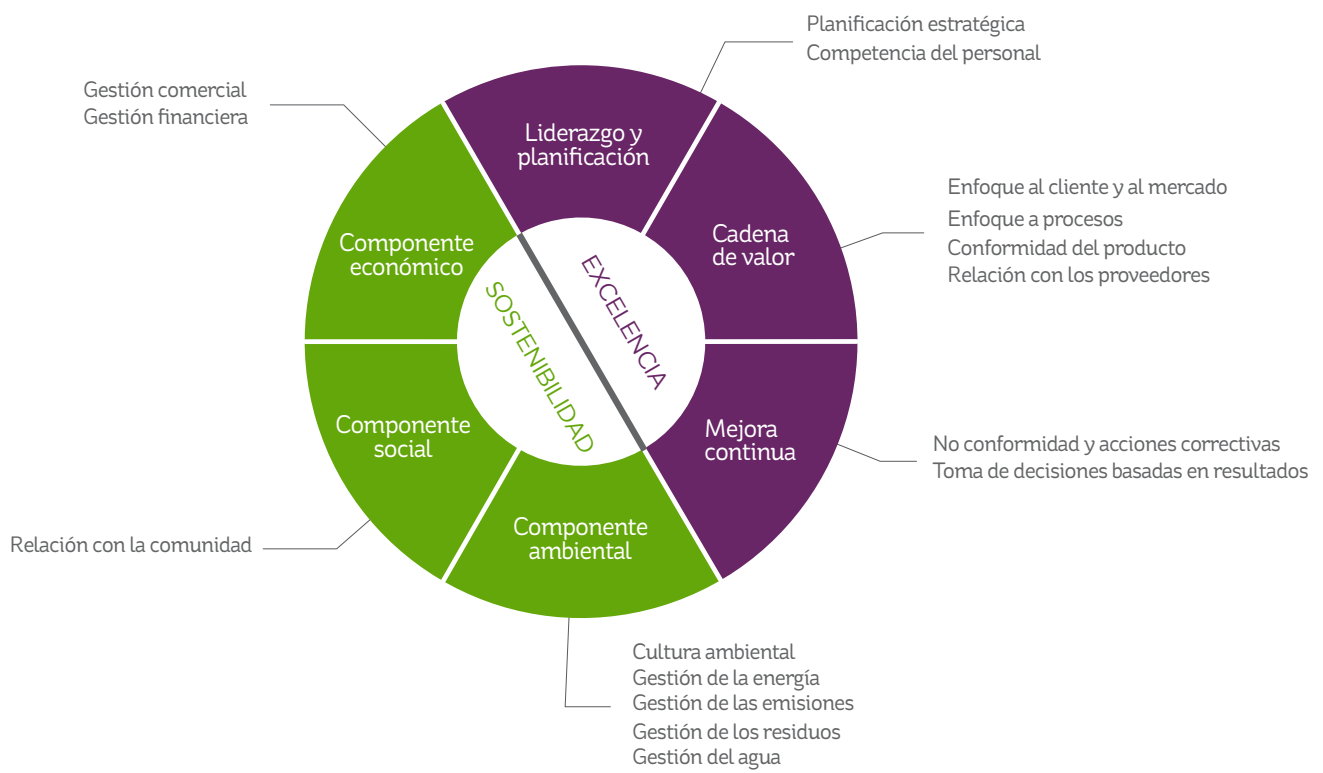 Planificación estratégica
Competencia del personal
Gestión comercial
Gestión financiera
Liderazgo y
planificación
Enfoque al cliente y al mercado
Enfoque a procesos
Conformidad del producto
Relación con los proveedores
Cadena
de valor
Componente
económico
EXCELENCIA
SOSTENIBILIDAD
Componente
social
Mejora
continua
No conformidad y acciones correctivas
Toma de decisiones basadas en resultados
Relación con la comunidad
Componente
ambiental
Cultura ambiental
Gestión de la energía
Gestión de las emisiones
Gestión de los residuos
Gestión del agua